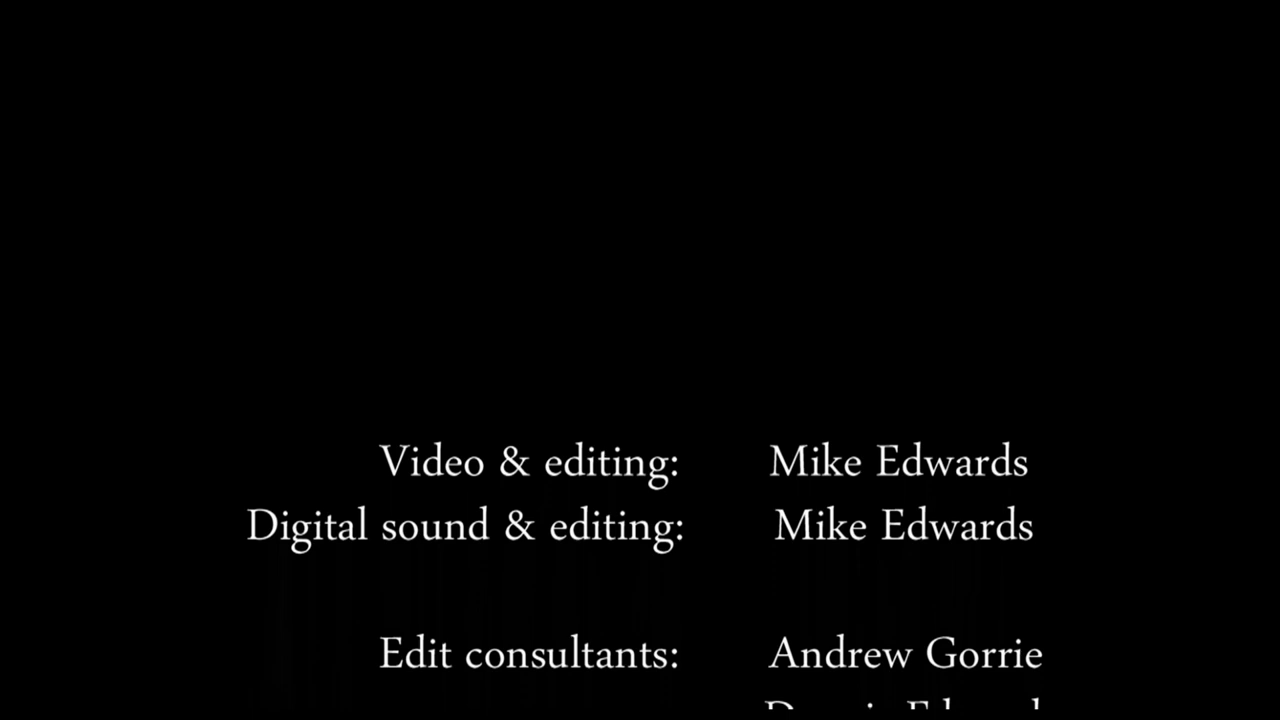 Video & editing: Mike Edwards
Digital sound & editing: Mike Edwards
Edit consultants: Andrew Gorrie